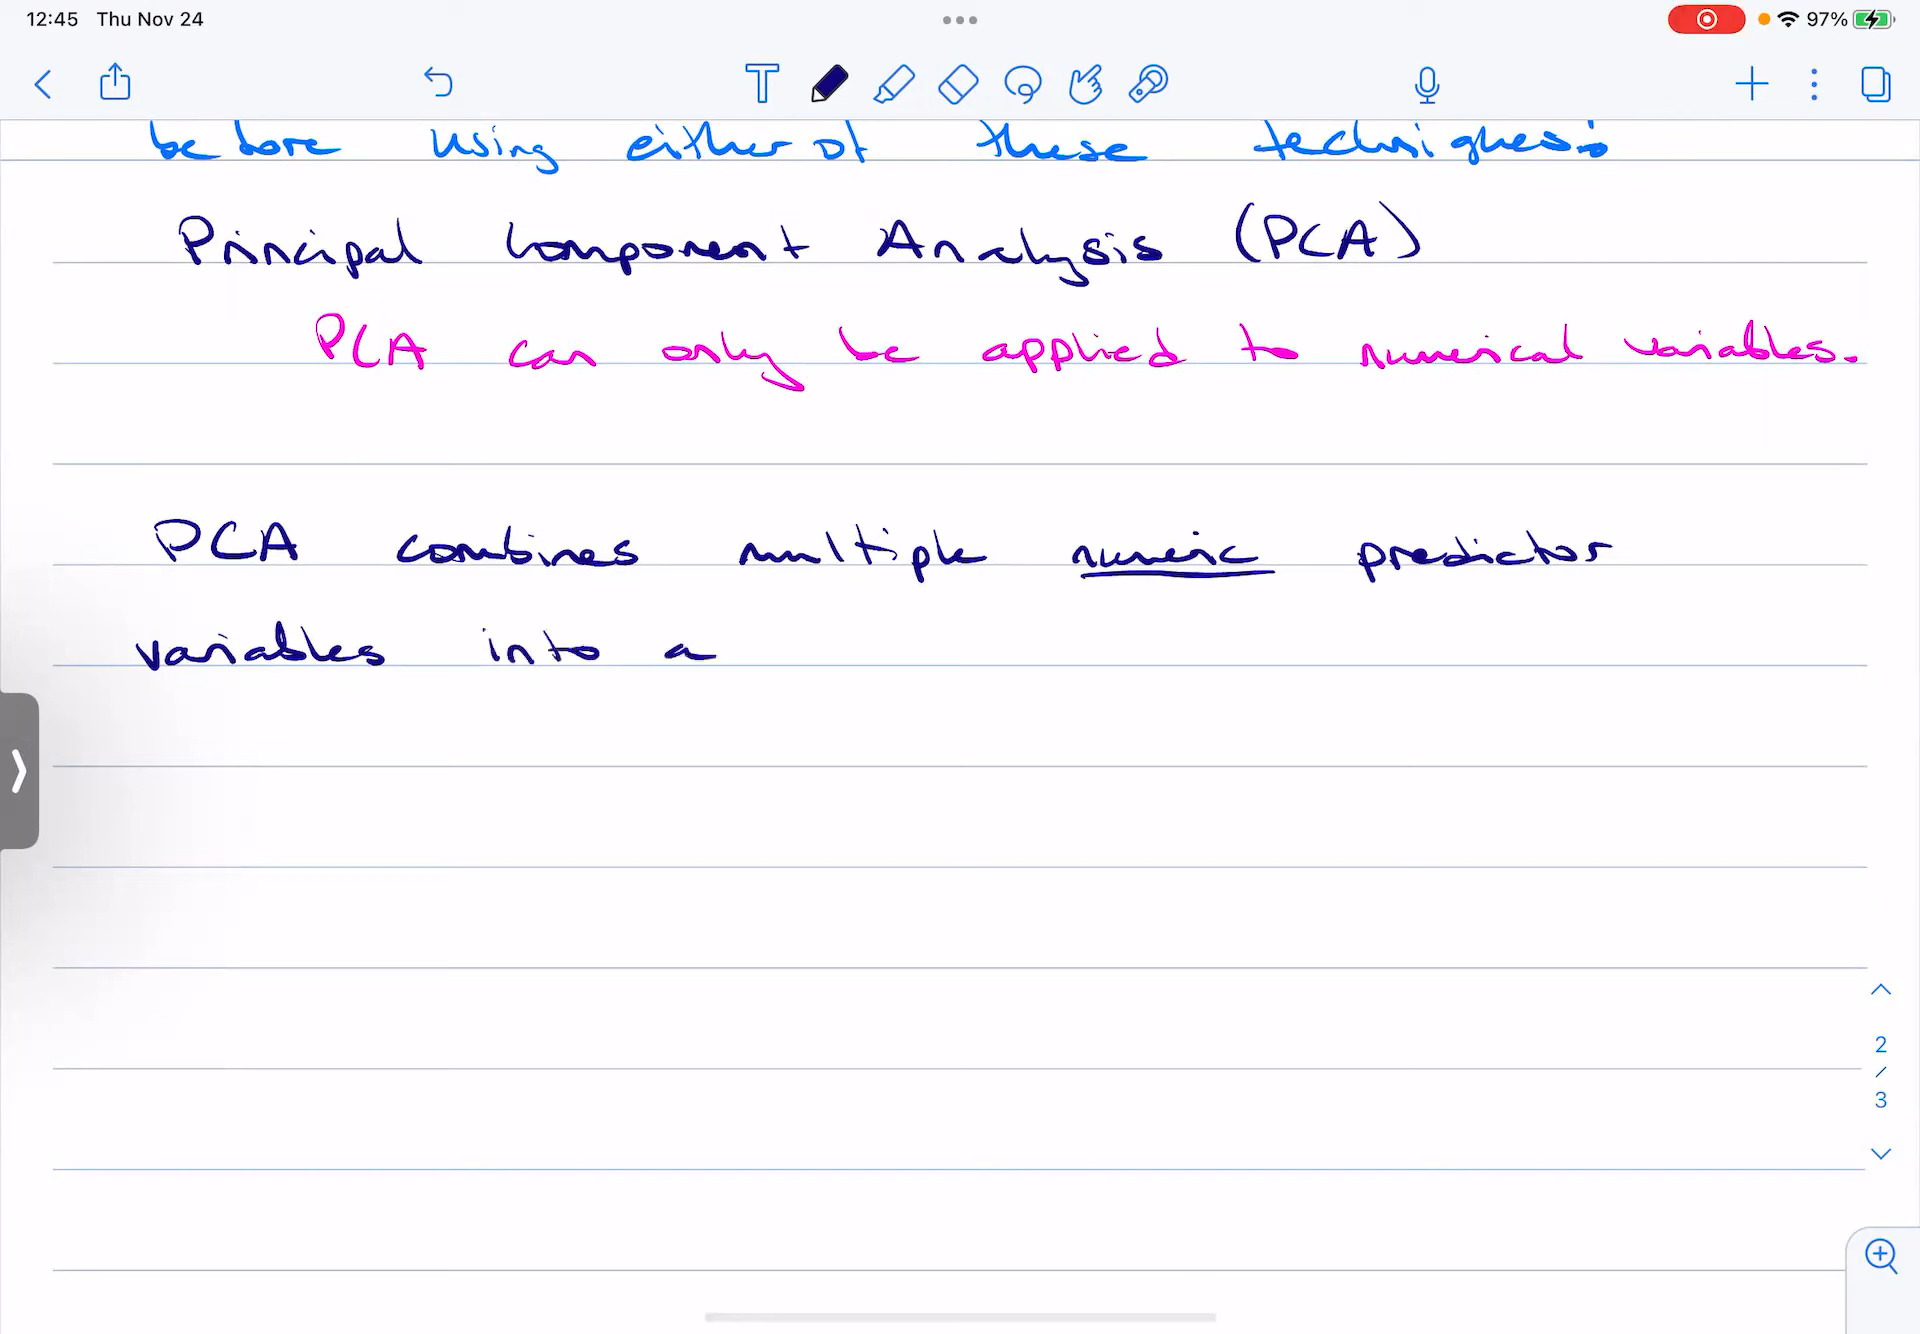 12:45 Thu Nov 24
97%
T
before using either of these techniques:
Principal Component Analysis (PCA)
PCA can only be applied to numerical variables.
PCA combines multiple numeric predictor
variables into a
2
/
3